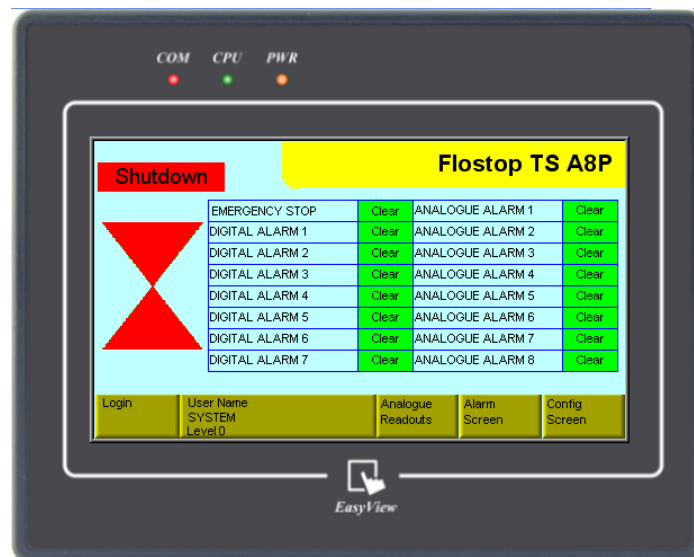 COM CPU PWR
Flostop TS A8P
Shutdown
EMERGENCY STOP Clear ANALOGUE ALARM 1 Clear
DIGITAL ALARM 1 Clear ANALOGUE ALARM 2 Clear
DIGITAL ALARM 2 Clear ANALOGUE ALARM 3 Clear
DIGITAL ALARM 3 Clear ANALOGUE ALARM 4 Clear
DIGITAL ALARM 4 Clear ANALOGUE ALARM 5 Clear
DIGITAL ALARM 5 Clear ANALOGUE ALARM 6 Clear
DIGITAL ALARM 6 Clear ANALOGUE ALARM 7 Clear
DIGITAL ALARM 7 Clear ANALOGUE ALARM 8 Clear
Login User Name Analogue Alarm Config
SYSTEM Readouts Screen Screen
Level 0
EasyView